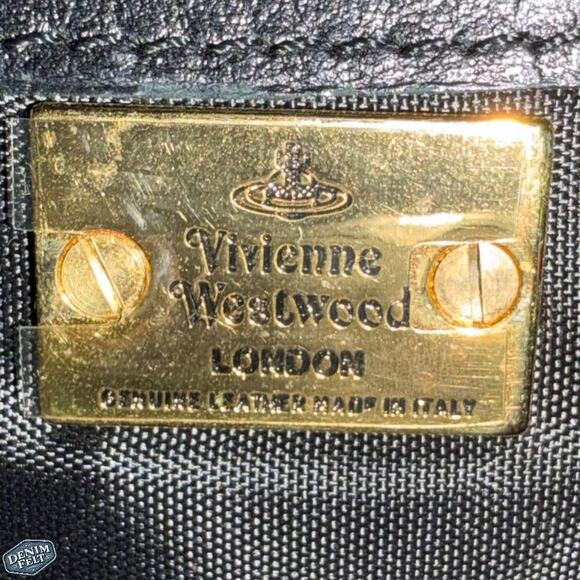 Vivienne
Westwood
LONDON
GENUINE LEATHER MADE IN ITALY
DENIM
FELT